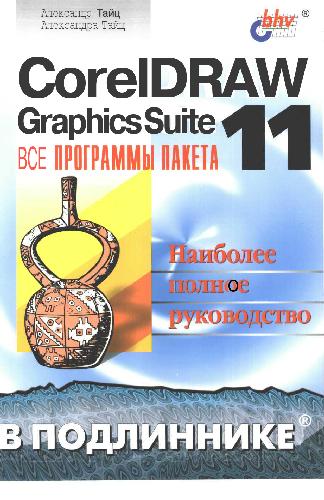 Александр Тайц
Александра Тайц
bhv®
CorelDRAW
Graphics Suite 11
ВСЕ ПРОГРАММЫ ПАКЕТА
Наиболее
полное
руководство
В ПОДЛИННИКЕ®